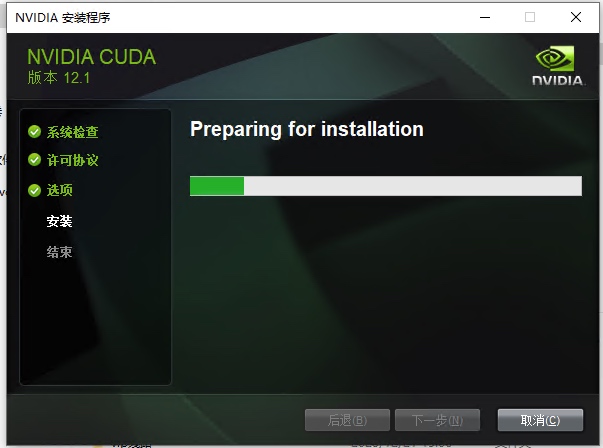 NVIDIA 安装程序
NVIDIA CUDA
版本 12.1
NVIDIA.
系统检查
许可协议
选项
安装
结束
Preparing for installation
后退(B)
下一步(N)
取消(C)